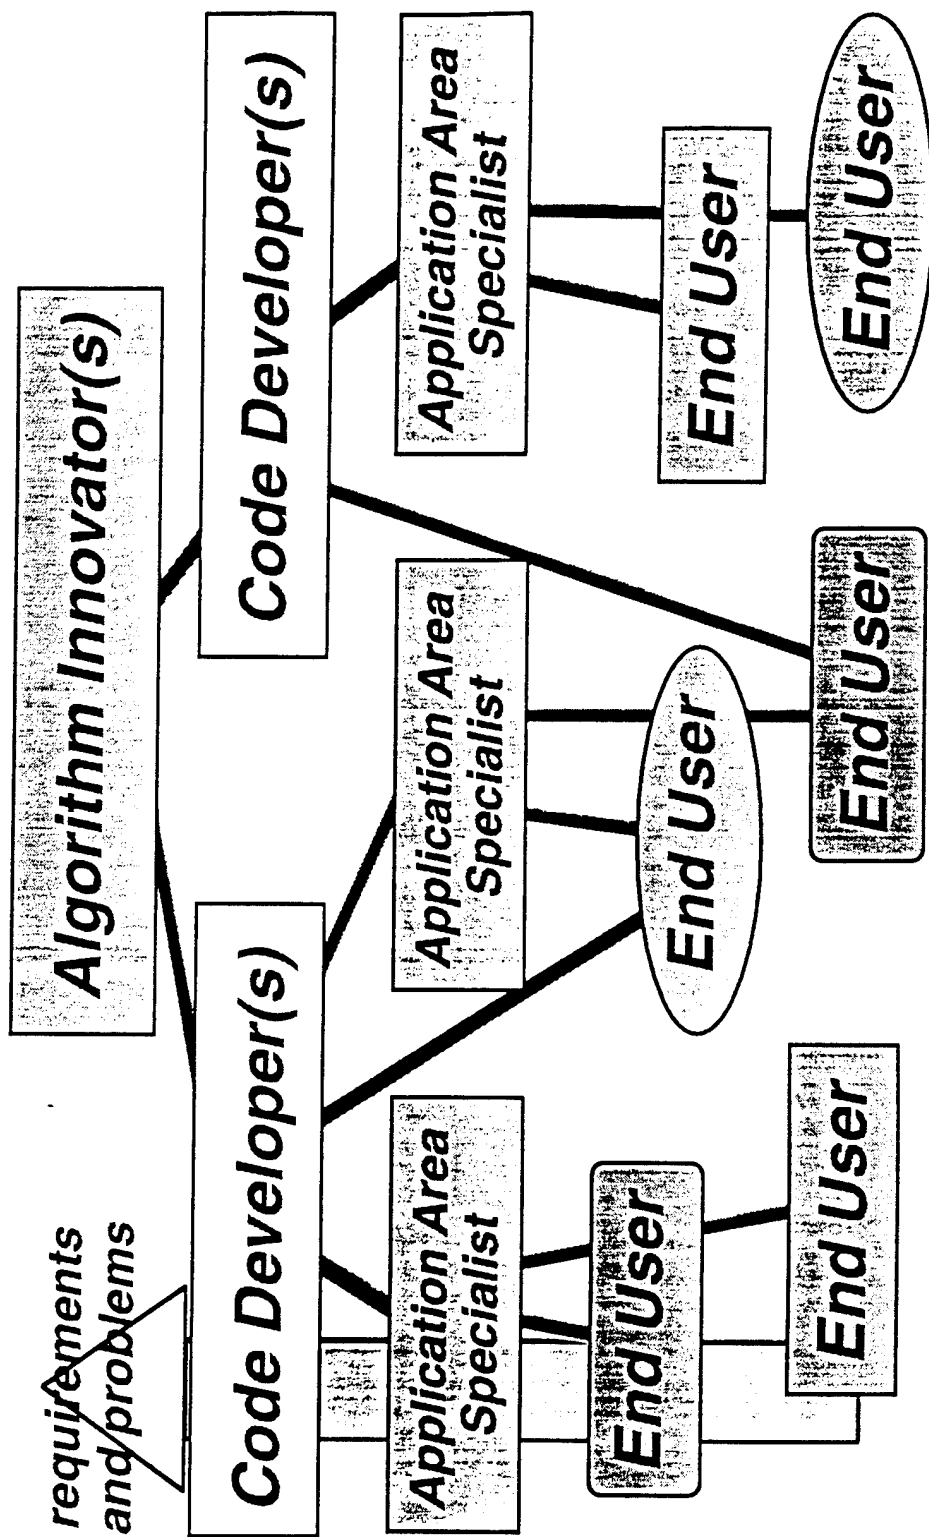 requirements
and problems
Algorithm Innovator(s)
Code Developer(s)
Code Developer(s)
Application Area
Specialist
Application Area
Specialist
Application Area
Specialist
End User
End User
End User
End User
End User
End User